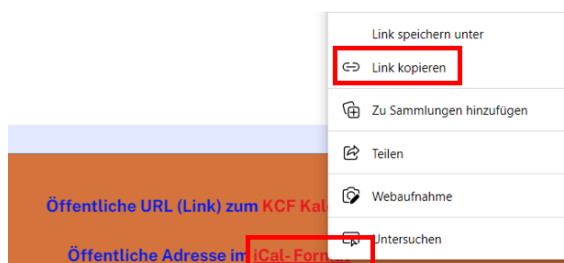 Link speichern unter
Link kopieren
Zu Sammlungen hinzufügen
Teilen
Webaufnahme
Untersuchen
Öffentliche URL (Link) zum KCF
Öffentliche Adresse im iCal-Format